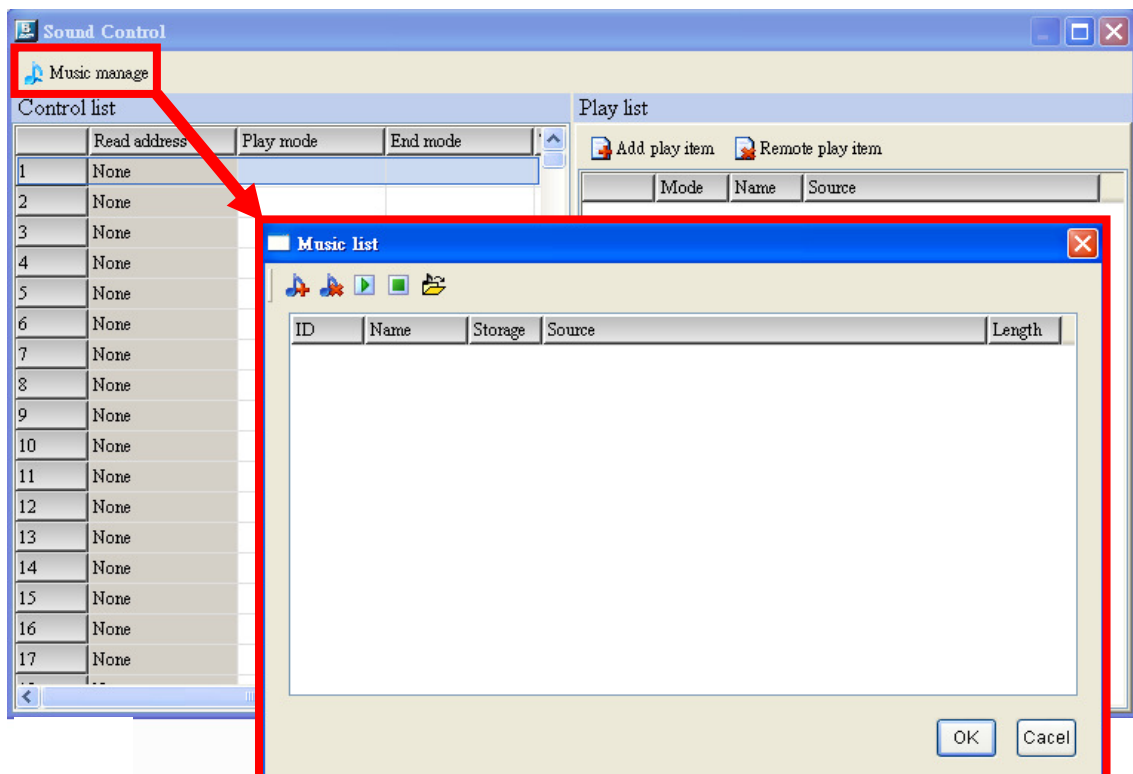 Sound Control
Music manage
Control list
Read address Play mode End mode
1 None
2 None
3 None
4 None
5 None
6 None
7 None
8 None
9 None
10 None
11 None
12 None
13 None
14 None
15 None
16 None
17 None
Play list
Add play item Remote play item
Mode Name Source
Music list
ID Name Storage Source Length
OK Cacel